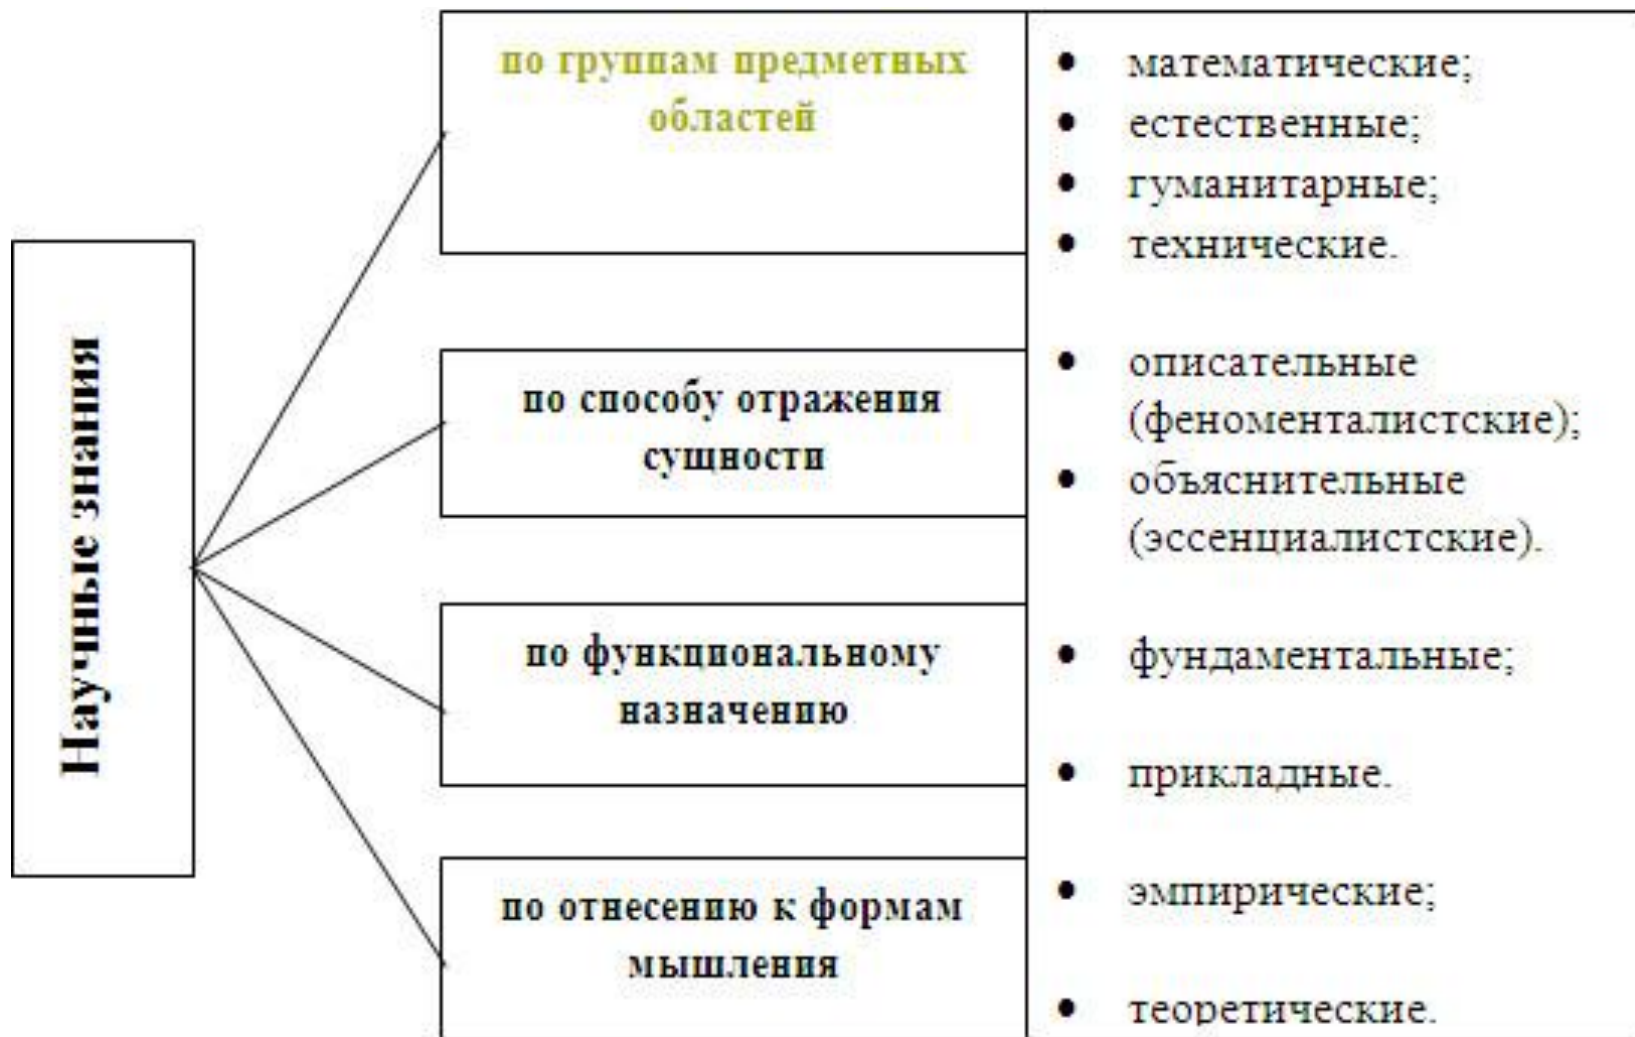 Научные знания
по группам предметных
областей
• математические;
• естественные;
• гуманитарные;
• технические.
по способу отражения
сущности
• описательные
(феноменталистские);
• объяснительные
(эссенциалистские).
по функциональному
назначению
• фундаментальные;
• прикладные.
по отнесению к формам
мышления
• эмпирические;
• теоретические.